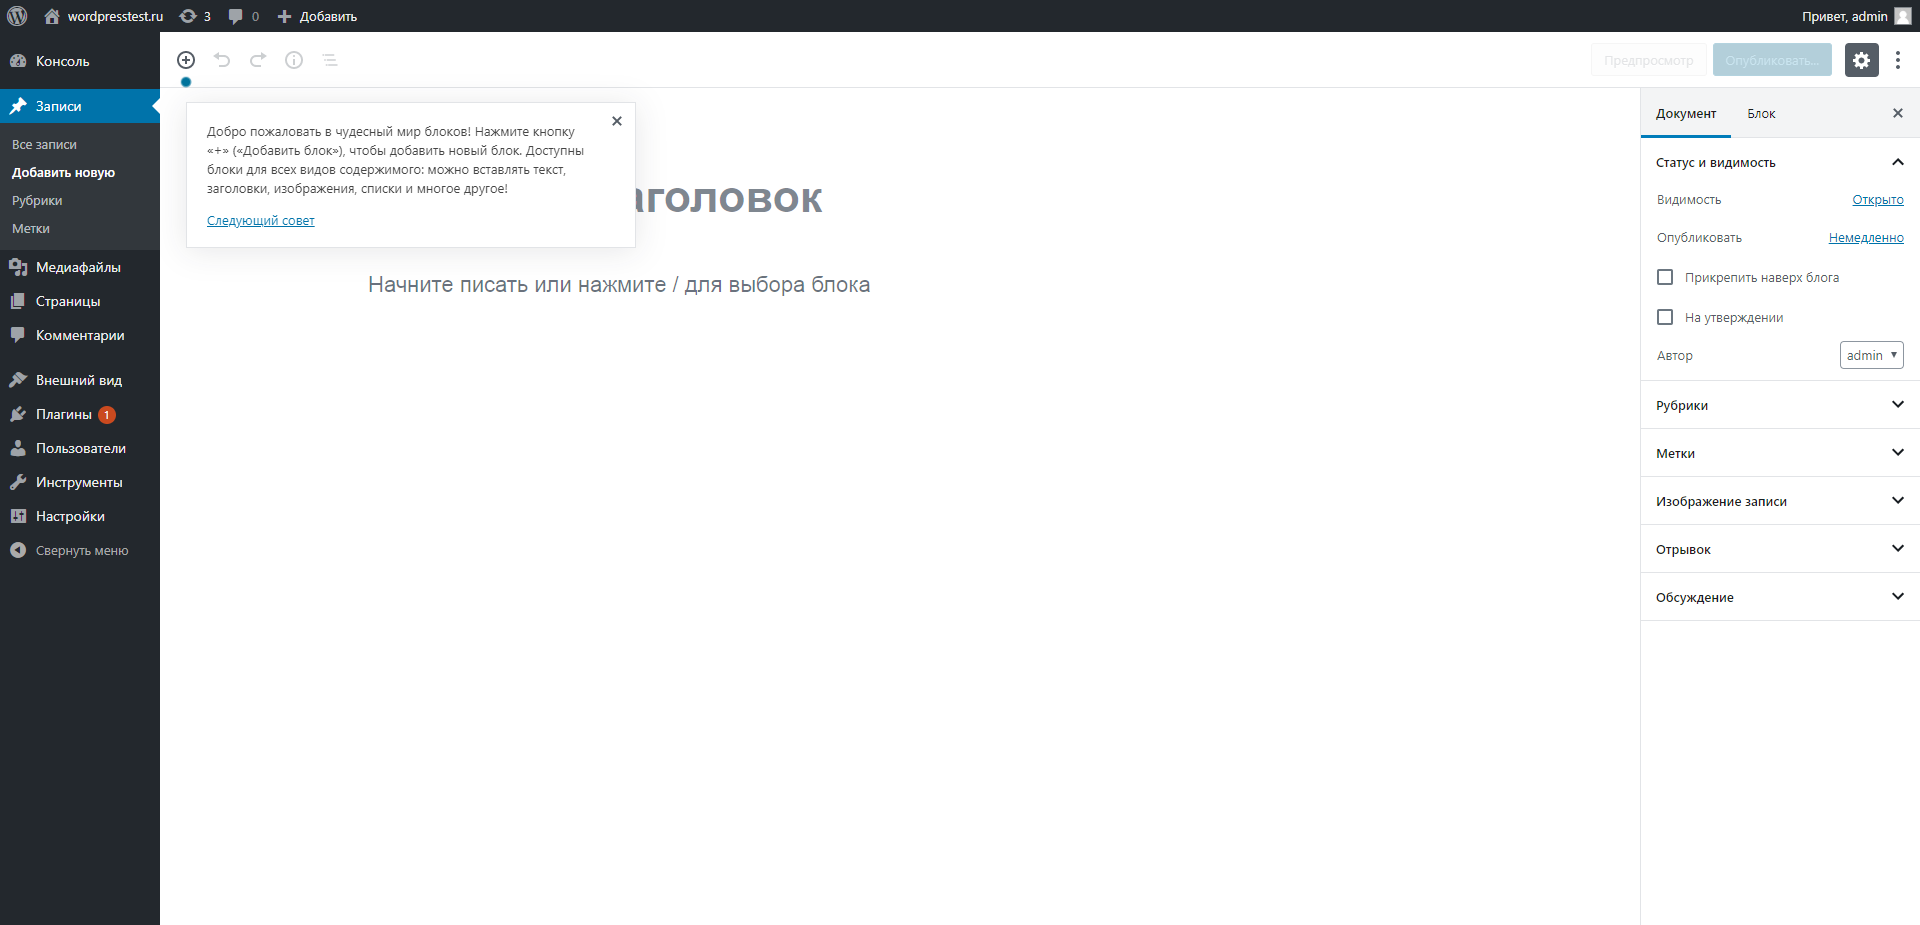 wordpresstest.ru 3 0 Добавить Привет, admin
Консоль
Записи
Все записи
Добавить новую
Рубрики
Метки
Медиафайлы
Страницы
Комментарии
Внешний вид
Плагины 1
Пользователи
Инструменты
Настройки
Свернуть меню
Предпросмотр Опубликовать...
Добро пожаловать в чудесный мир блоков! Нажмите кнопку
«+» («Добавить блок»), чтобы добавить новый блок. Доступны
блоки для всех видов содержимого: можно вставлять текст,
заголовки, изображения, списки и многое другое!
Следующий совет
аголовок
Начните писать или нажмите / для выбора блока
Документ Блок
Статус и видимость
Видимость Открыто
Опубликовать Немедленно
Прикрепить наверх блога
На утверждении
Автор admin
Рубрики
Метки
Изображение записи
Отрывок
Обсуждение